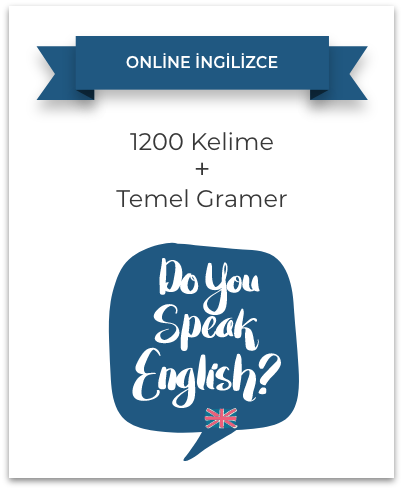 ONLİNE İNGİLİZCE
1200 Kelime
+
Temel Gramer
Do You
Speak
English?